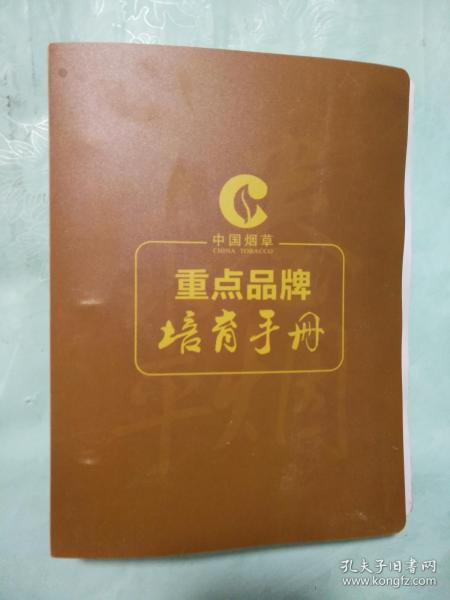 中国烟草
CHINA TOBACCO
重点品牌
培育手册
孔夫子旧书网
www.kongfz.com